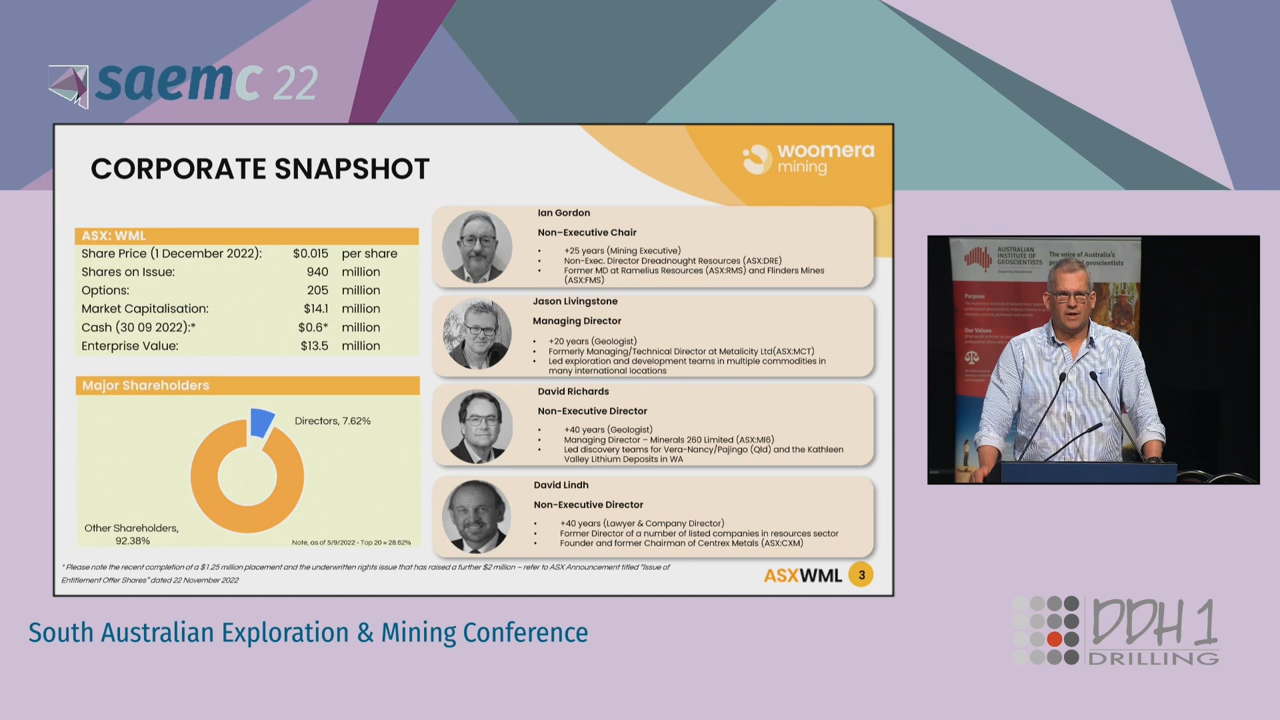 saemc 22
CORPORATE SNAPSHOT
woomera
mining
ASX: WML
Share Price (1 December 2022): $0.015 per share
Shares on Issue: 940 million
Options: 205 million
Market Capitalisation: $14.1 million
Cash (30 09 2022):* $0.6* million
Enterprise Value: $13.5 million
Major Shareholders
Directors, 7.62%
Other Shareholders,
92.38%
Note, as of 5/9/2022 - Top 20 = 28.62%
Ian Gordon
Non-Executive Chair
• +25 years (Mining Executive)
• Non-Exec. Director Dreadnought Resources (ASX:DRE)
• Former MD at Ramelius Resources (ASX:RMS) and Flinders Mines
(ASX:FMS)
Jason Livingstone
Managing Director
• +20 years (Geologist)
• Formerly Managing/Technical Director at Metalicity Ltd(ASX:MCT)
• Led exploration and development teams in multiple commodities in
many international locations
David Richards
Non-Executive Director
• +40 years (Geologist)
• Managing Director – Minerals 260 Limited (ASX:MI6)
• Led discovery teams for Vera-Nancy/Pajingo (Qld) and the Kathleen
Valley Lithium Deposits in WA
David Lindh
Non-Executive Director
• +40 years (Lawyer & Company Director)
• Former Director of a number of listed companies in resources sector
• Founder and former Chairman of Centrex Metals (ASX:CXM)
* Please note the recent completion of a $1.25 million placement and the underwritten rights issue that has raised a further $2 million – refer to ASX Announcement titled "Issue of
Entitlement Offer Shares" dated 22 November 2022
ASXWML 3
AUSTRALIAN
INSTITUTE OF
GEOSCIENTISTS
The voice of Australia's
geoscientists
Purpose
Our Values
South Australian Exploration & Mining Conference
DDH 1
DRILLING